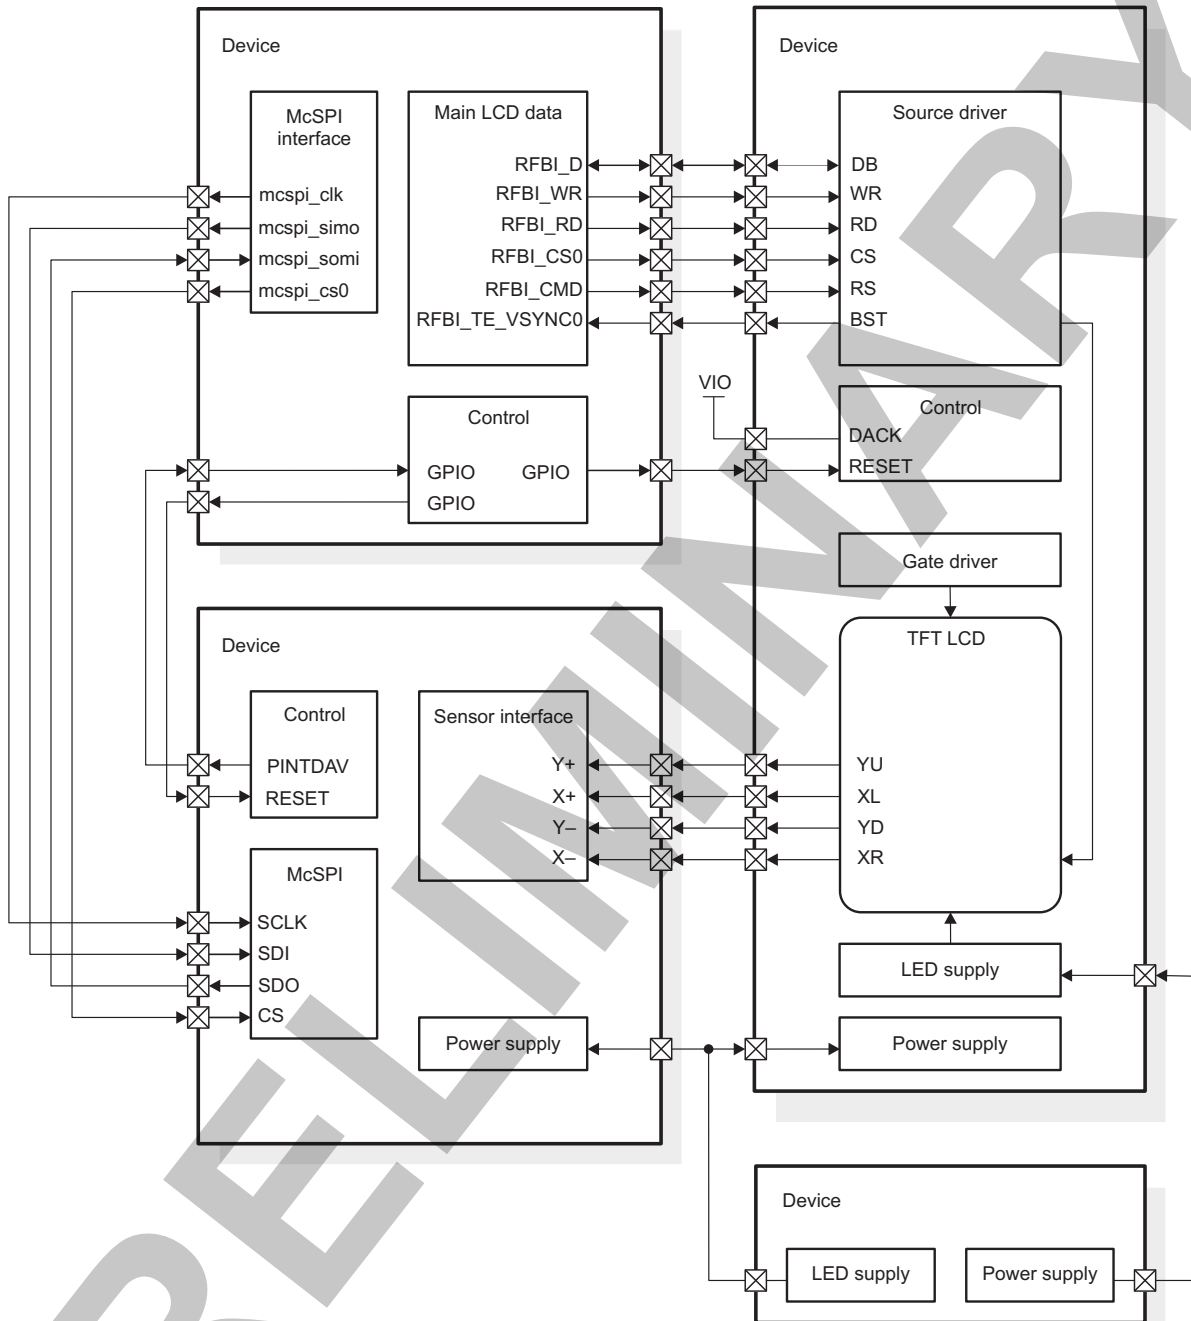 Device
McSPI
interface
mcspi_clk
mcspi_simo
mcspi_somi
mcspi_cs0
Main LCD data
RFBI_D
RFBI_WR
RFBI_RD
RFBI_CS0
RFBI_CMD
RFBI_TE_VSYNC0
Control
GPIO GPIO
GPIO
Device
Source driver
DB
WR
RD
CS
RS
BST
VIO
Control
DACK
RESET
Gate driver
TFT LCD
YU
XL
YD
XR
LED supply
Power supply
Device
Control
PINTDAV
RESET
Sensor interface
Y+
X+
Y–
X–
McSPI
SCLK
SDI
SDO
CS
Power supply
Device
LED supply
Power supply
RELIMINARY